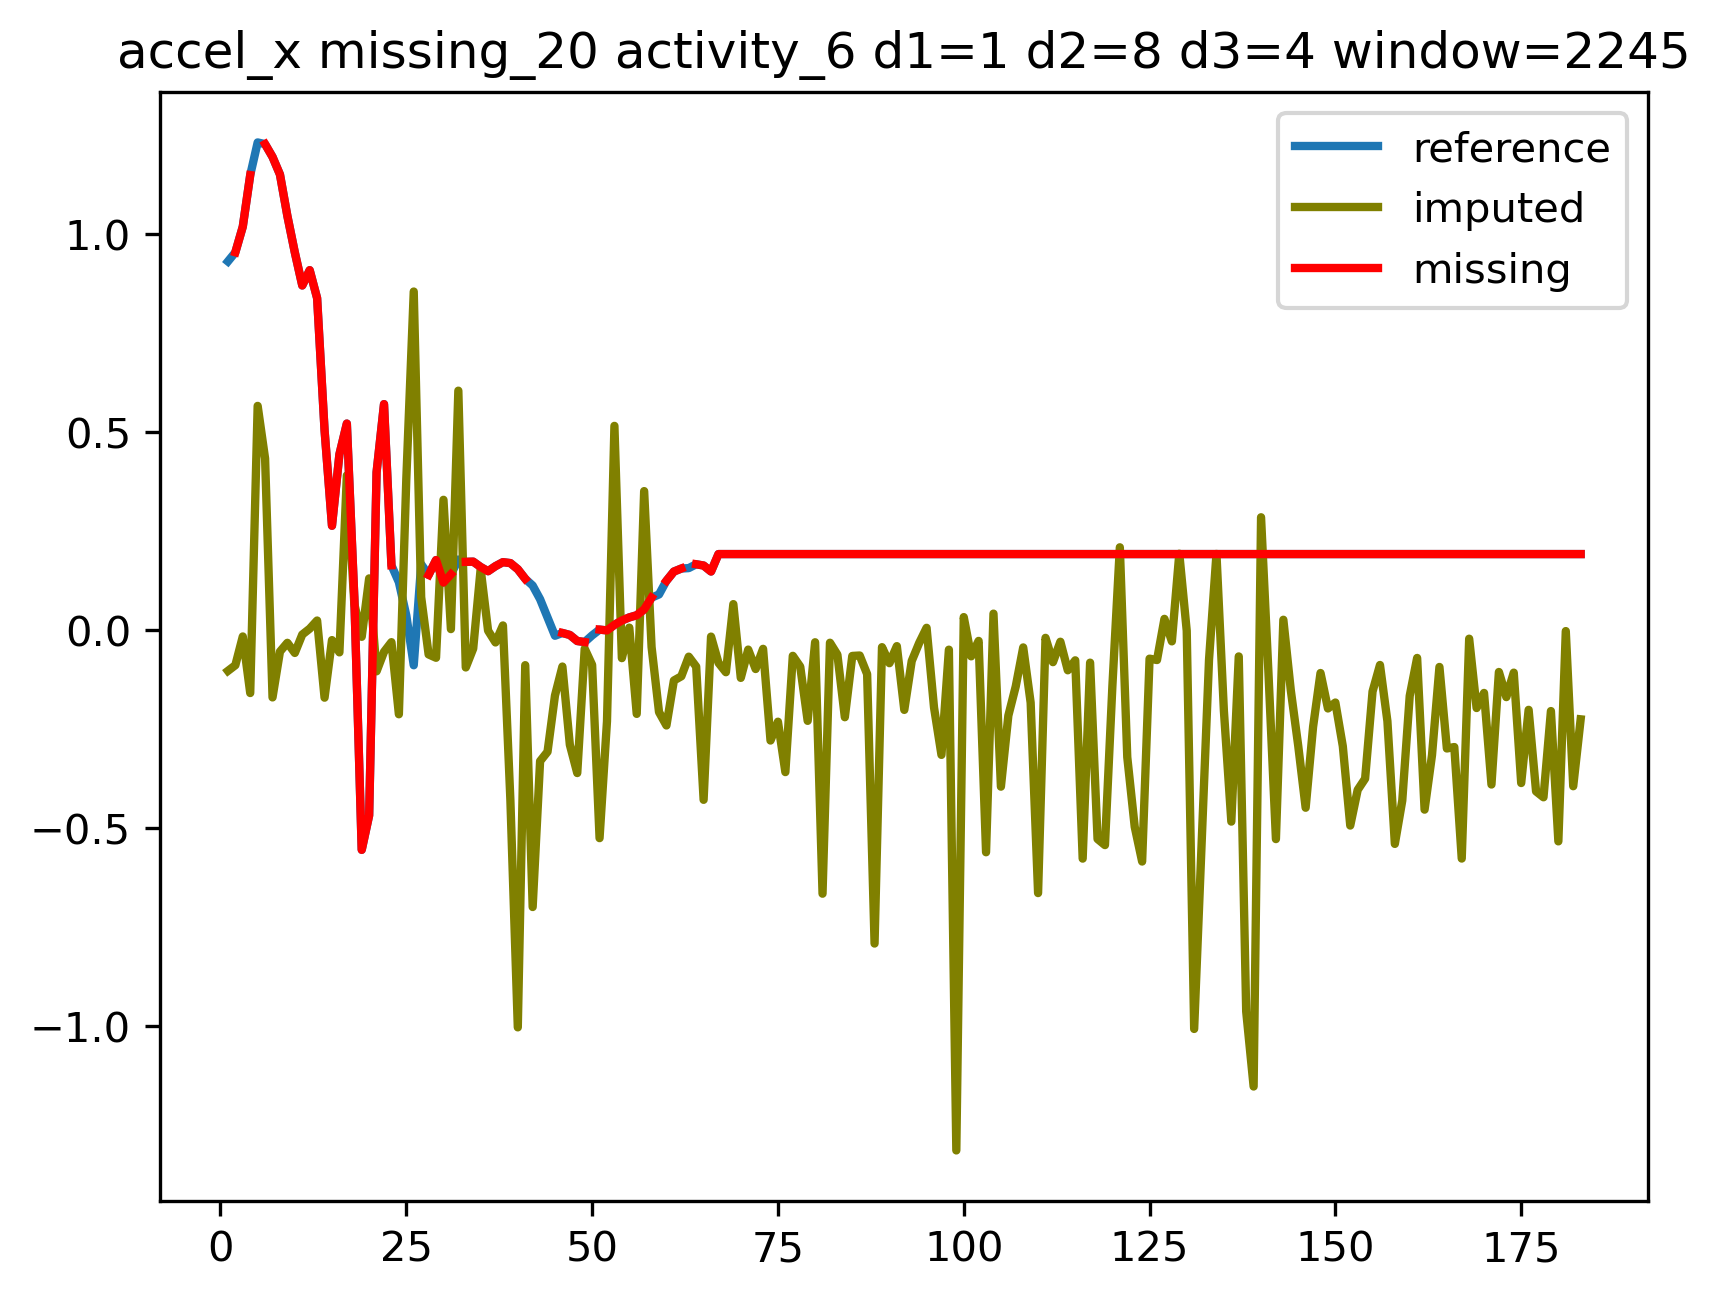 accel_x missing_20 activity_6 d1=1 d2=8 d3=4 window=2245
reference
imputed
missing
1.0
0.5
0.0
−0.5
−1.0
0 25 50 75 100 125 150 175